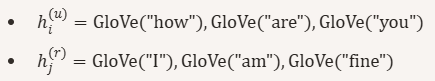 • h_i^(u) = GloVe("how"), GloVe("are"), GloVe("you")
• h_j^(r) = GloVe("I"), GloVe("am"), GloVe("fine")